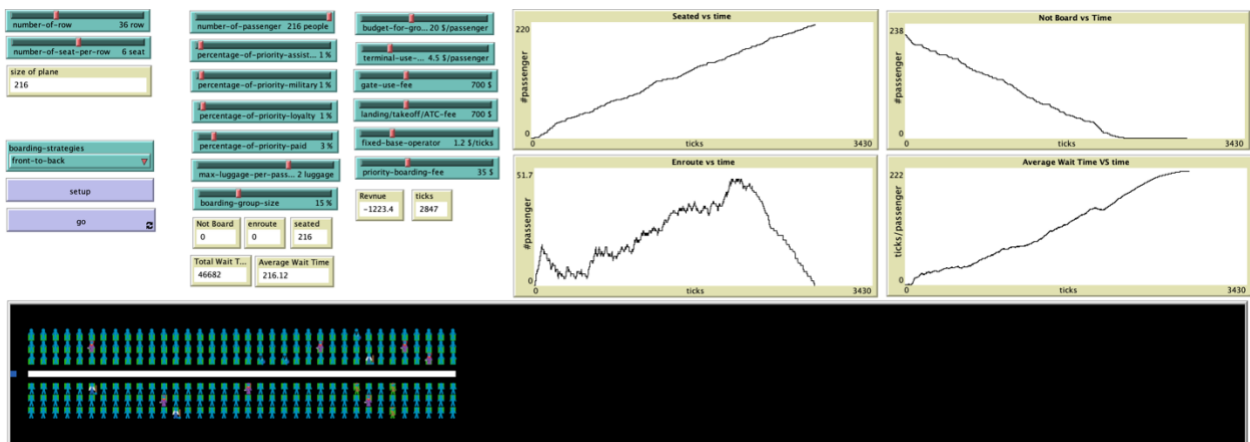 number-of-row 36 row
number-of-seat-per-row 6 seat
size of plane
216
boarding-strategies
front-to-back
setup
go
number-of-passenger 216 people
percentage-of-priority-assist... 1 %
percentage-of-priority-military 1 %
percentage-of-priority-loyalty 1 %
percentage-of-priority-paid 3 %
max-luggage-per-pass... 2 luggage
boarding-group-size 15 %
Not Board
0
enroute
0
seated
216
Total Wait T...
46682
Average Wait Time
216.12
budget-for-gro... 20 $/passenger
terminal-use-... 4.5 $/passenger
gate-use-fee 700 $
landing/takeoff/ATC-fee 700 $
fixed-base-operator 1.2 $/ticks
priority-boarding-fee 35 $
Revnue
-1223.4
ticks
2847
Seated vs time
220
#passenger
0
0
ticks
3430
Not Board vs Time
238
#passenger
0
0
ticks
3430
Enroute vs time
51.7
#passenger
0
0
ticks
3430
Average Wait Time VS time
222
ticks/passenger
0
0
ticks
3430